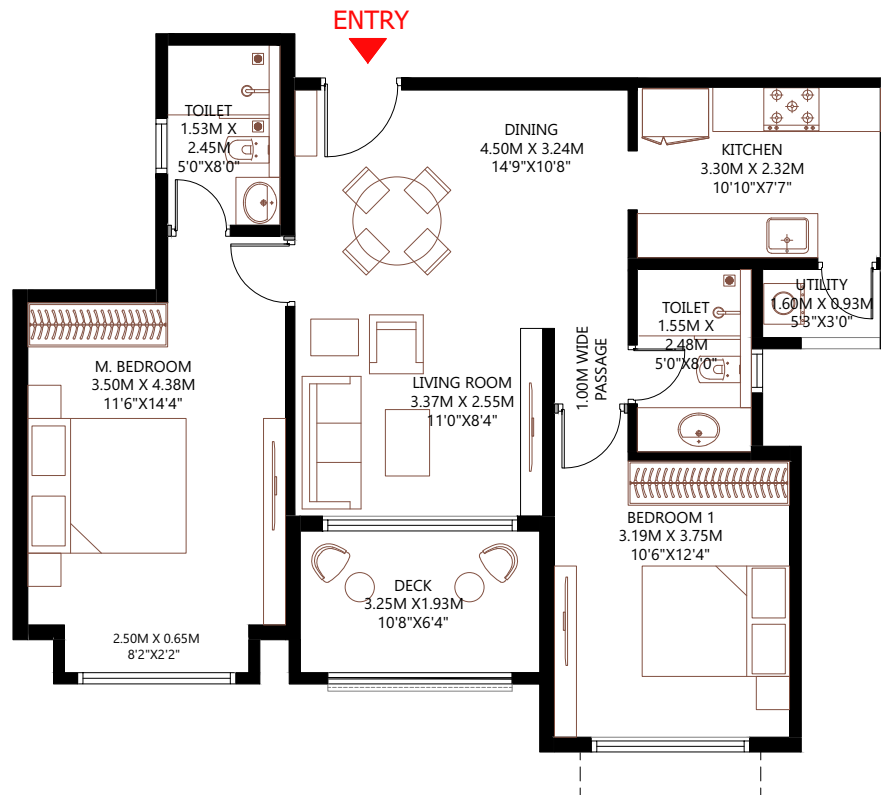 ENTRY
TOILET
1.53M X
2.45M
5'0"X8'0"
DINING
4.50M X 3.24M
14'9"X10'8"
KITCHEN
3.30M X 2.32M
10'10"X7'7"
UTILITY
1.60M X 0.93M
5'3"X3'0"
TOILET
1.55M X
2.48M
5'0"X8'0"
1.00M WIDE
PASSAGE
M. BEDROOM
3.50M X 4.38M
11'6"X14'4"
LIVING ROOM
3.37M X 2.55M
11'0"X8'4"
BEDROOM 1
3.19M X 3.75M
10'6"X12'4"
DECK
3.25M X1.93M
10'8"X6'4"
2.50M X 0.65M
8'2"X2'2"